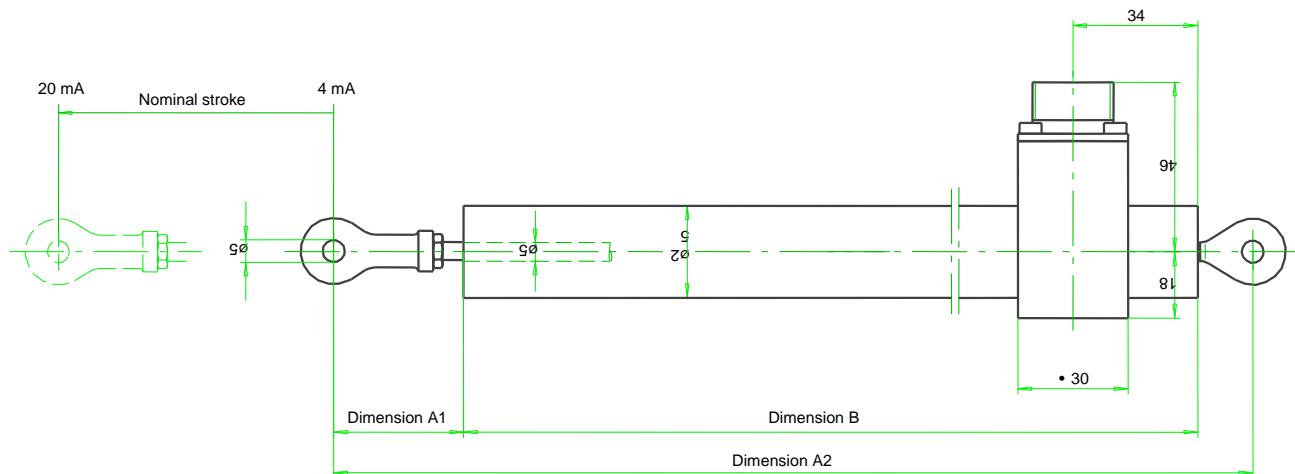 34
20 mA
4 mA
Nominal stroke
46
ø5
ø5
ø2
5
18
• 30
Dimension A1
Dimension B
Dimension A2